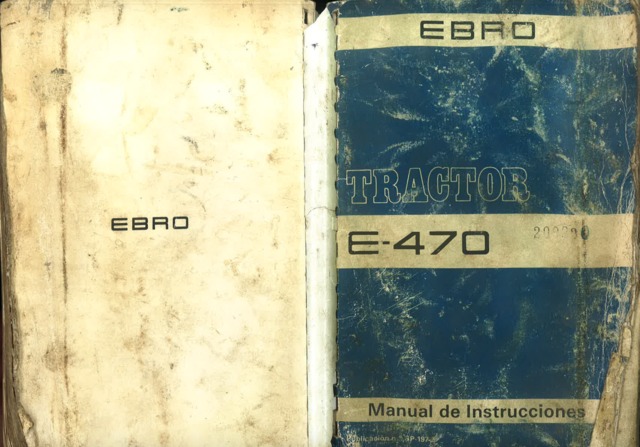 EBRO
EBRO
TRACTOR
E-470
Manual de Instrucciones